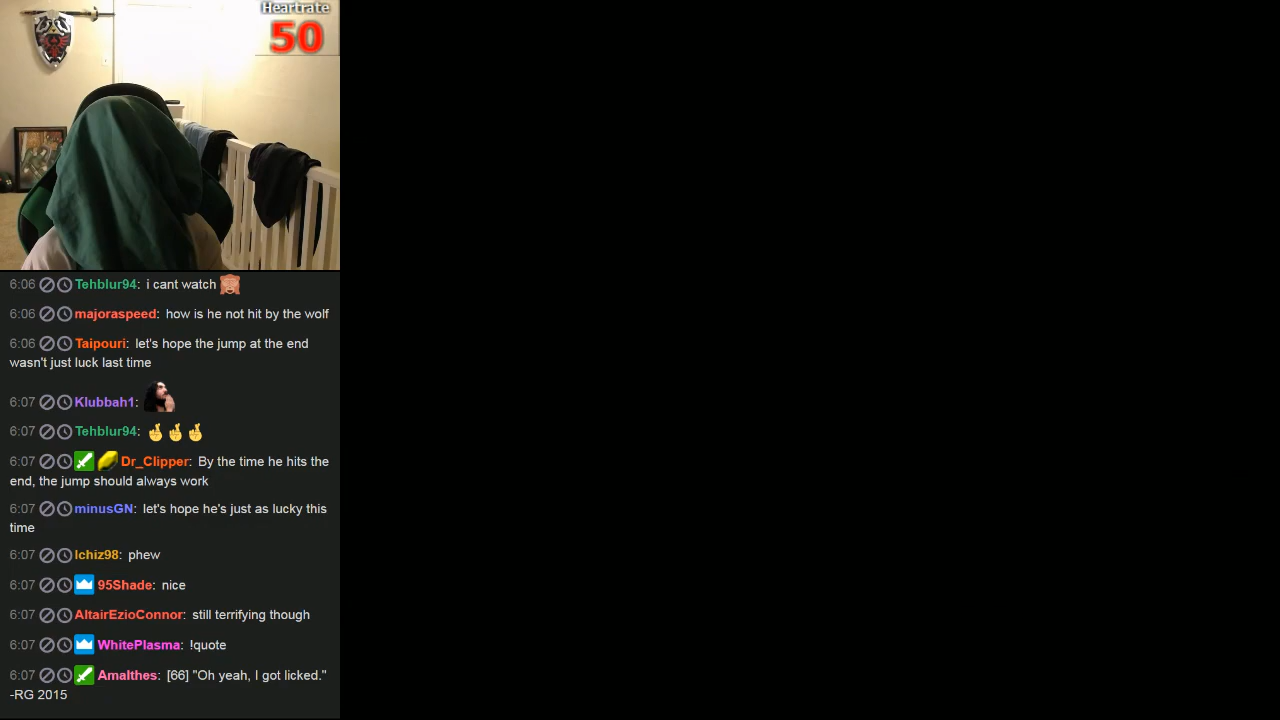 Heartrate
50
6:06 Tehblur94: i cant watch
6:06 majoraspeed: how is he not hit by the wolf
6:06 Taipouri: let's hope the jump at the end
wasn't just luck last time
6:07 Klubbah1:
6:07 Tehblur94:
6:07 Dr_Clipper: By the time he hits the
end, the jump should always work
6:07 minusGN: let's hope he's just as lucky this
time
6:07 Ichiz98: phew
6:07 95Shade: nice
6:07 AltairEzioConnor: still terrifying though
6:07 WhitePlasma: !quote
6:07 Amalthes: [66] "Oh yeah, I got licked."
-RG 2015